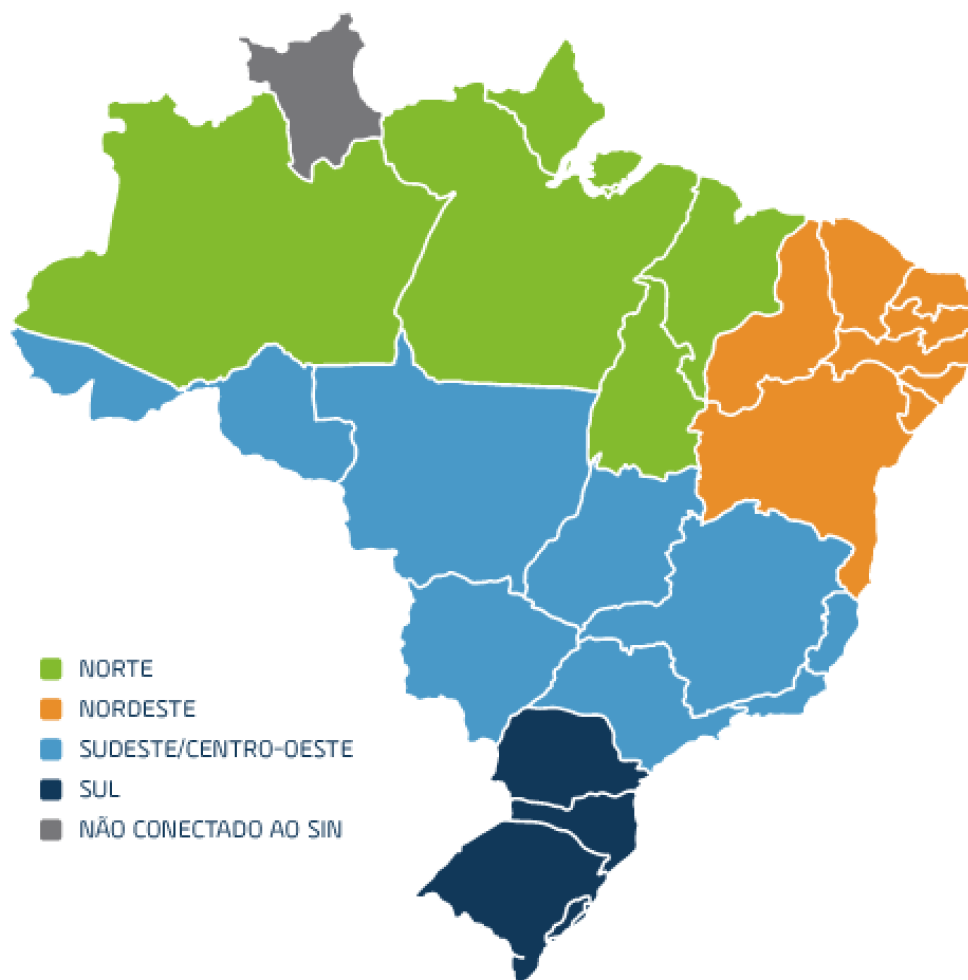 NORTE
NORDESTE
SUDESTE/CENTRO-OESTE
SUL
NÃO CONECTADO AO SIN